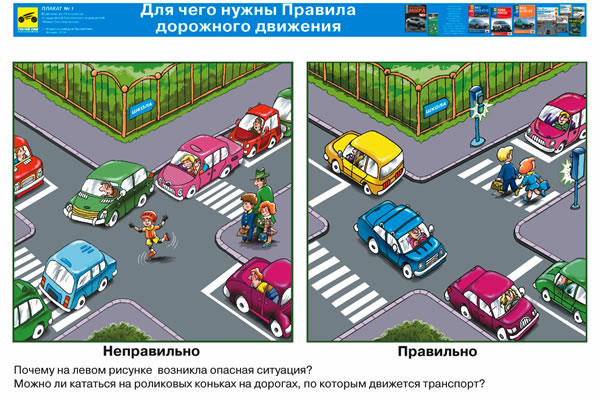 ПЛАКАТ № 1
Для чего нужны Правила
дорожного движения
ШКОЛА
ШКОЛА
Неправильно
Правильно
Почему на левом рисунке возникла опасная ситуация?
Можно ли кататься на роликовых коньках на дорогах, по которым движется транспорт?